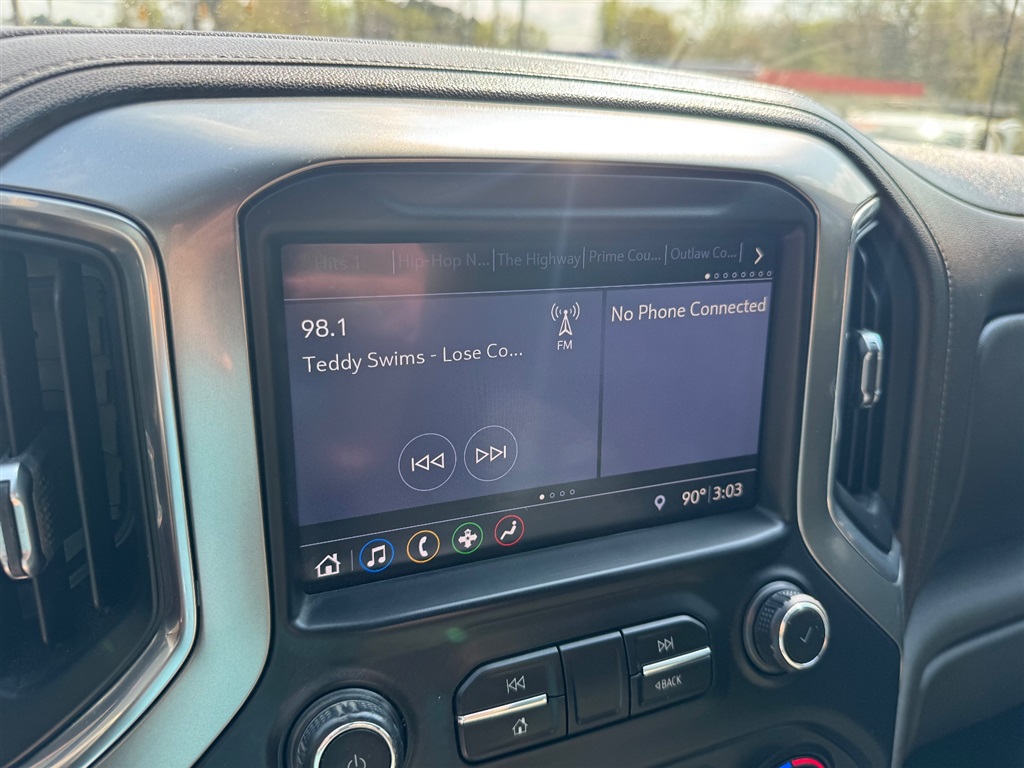 Hits 1 Hip-Hop N... The Highway Prime Cou... Outlaw Co...
98.1
FM
Teddy Swims - Lose Co...
No Phone Connected
90° 3:03
BACK